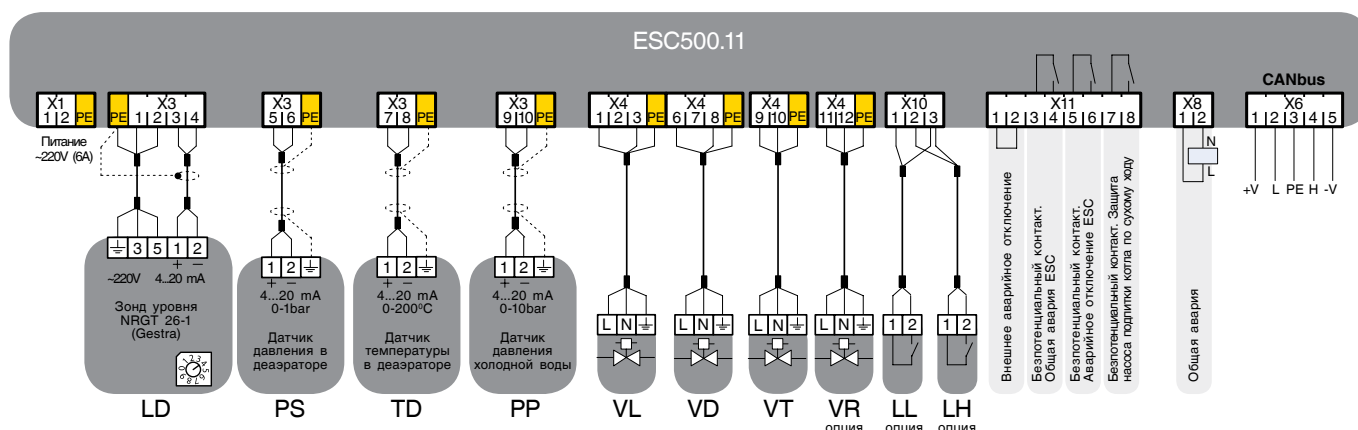 ESC500.11
CANbus
X1
1 2 PE
PE X3
1 2 3 4
X3
5 6 PE
X3
7 8 PE
X3
9 10 PE
X4
1 2 3 PE
X4
6 7 8 PE
X4
9 10 PE
X4
11 12 PE
X10
1 2 3
X11
1 2 3 4 5 6 7 8
X8
1 2
X6
1 2 3 4 5
Питание
~220V (6A)
N
L
+V L PE H -V
Внешнее аварийное отключение
Безпотенциальный контакт.
Общая авария ESC
Безпотенциальный контакт.
Аварийное отключение ESC
Безпотенциальный контакт. Защита
насоса подпитки котла по сухому ходу
Общая авария
3 5 1 2
+ −
~220V 4...20 mA
Зонд уровня
NRGT 26-1
(Gestra)
1 2
+ −
4...20 mA
0-1bar
Датчик
давления в
деаэраторе
1 2
+ −
4...20 mA
0-200ºC
Датчик
температуры
в деаэраторе
1 2
+ −
4...20 mA
0-10bar
Датчик
давления
холодной воды
L N
L N
L N
L N
1 2
1 2
LD
PS
TD
PP
VL
VD
VT
VR
опция
LL
опция
LH
опция